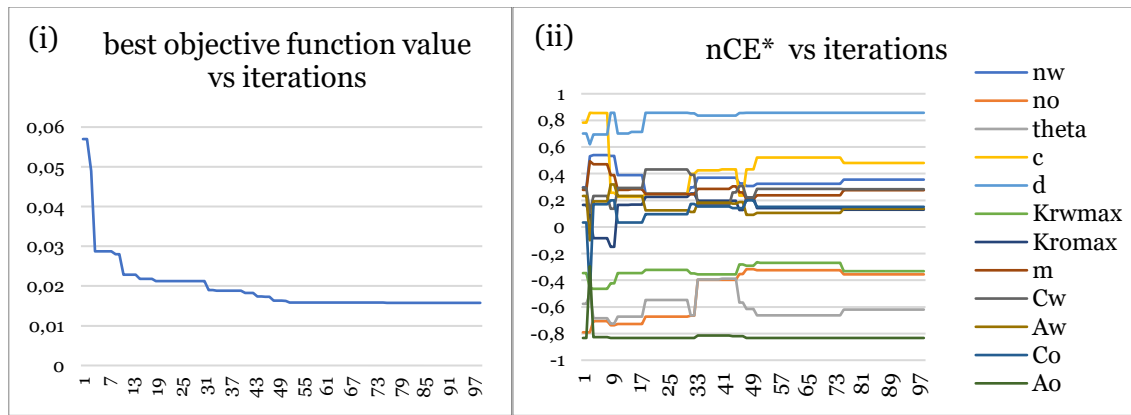 (i)
best objective function value
vs iterations
0,06
0,05
0,04
0,03
0,02
0,01
0
1 7 13 19 25 31 37 43 49 55 61 67 73 79 85 91 97
(ii)
nCE* vs iterations
1
0,8
0,6
0,4
0,2
0
-0,2
-0,4
-0,6
-0,8
-1
1 9 17 25 33 41 49 57 65 73 81 89 97
nw
no
theta
c
d
Krwmax
Kromax
m
Cw
Aw
Co
Ao